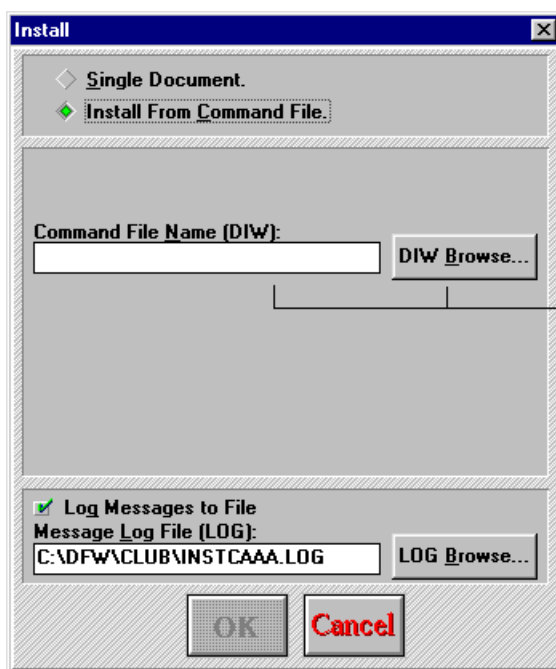 Install
Single Document.
Install From Command File.
Command File Name (DIW):
DIW Browse...
Log Messages to File
Message Log File (LOG):
C:\DFW\CLUB\INSTCAAA.LOG
LOG Browse...
OK
Cancel